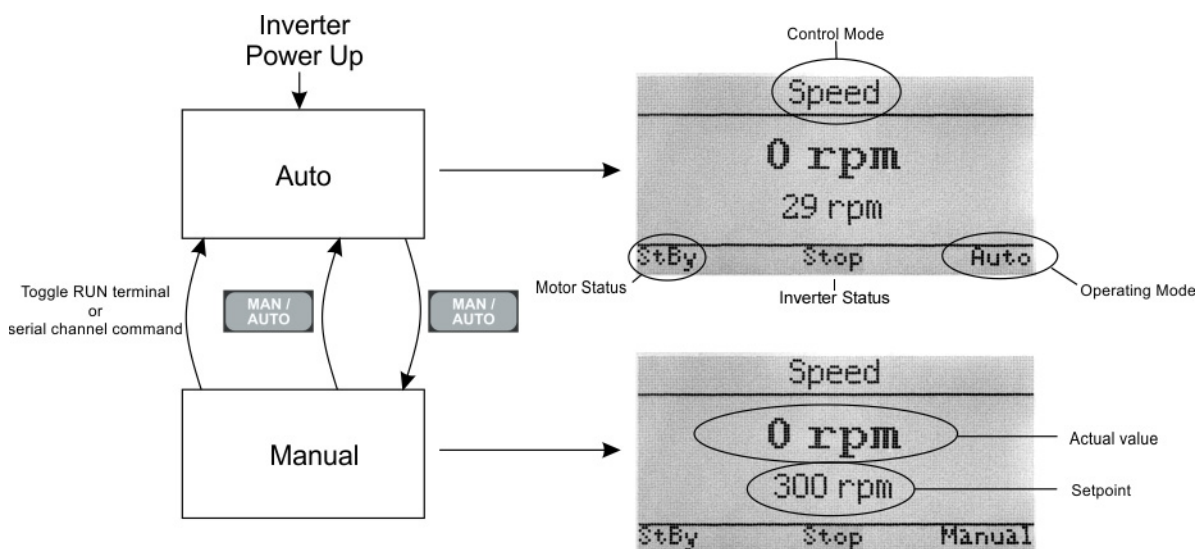 Inverter
Power Up
Control Mode
Speed
Auto
0 rpm
29 rpm
StBy
Stop
Auto
Motor Status
Inverter Status
Operating Mode
Toggle RUN terminal
or
serial channel command
MAN /
AUTO
MAN /
AUTO
Manual
Speed
0 rpm
Actual value
300 rpm
Setpoint
StBy
Stop
Manual